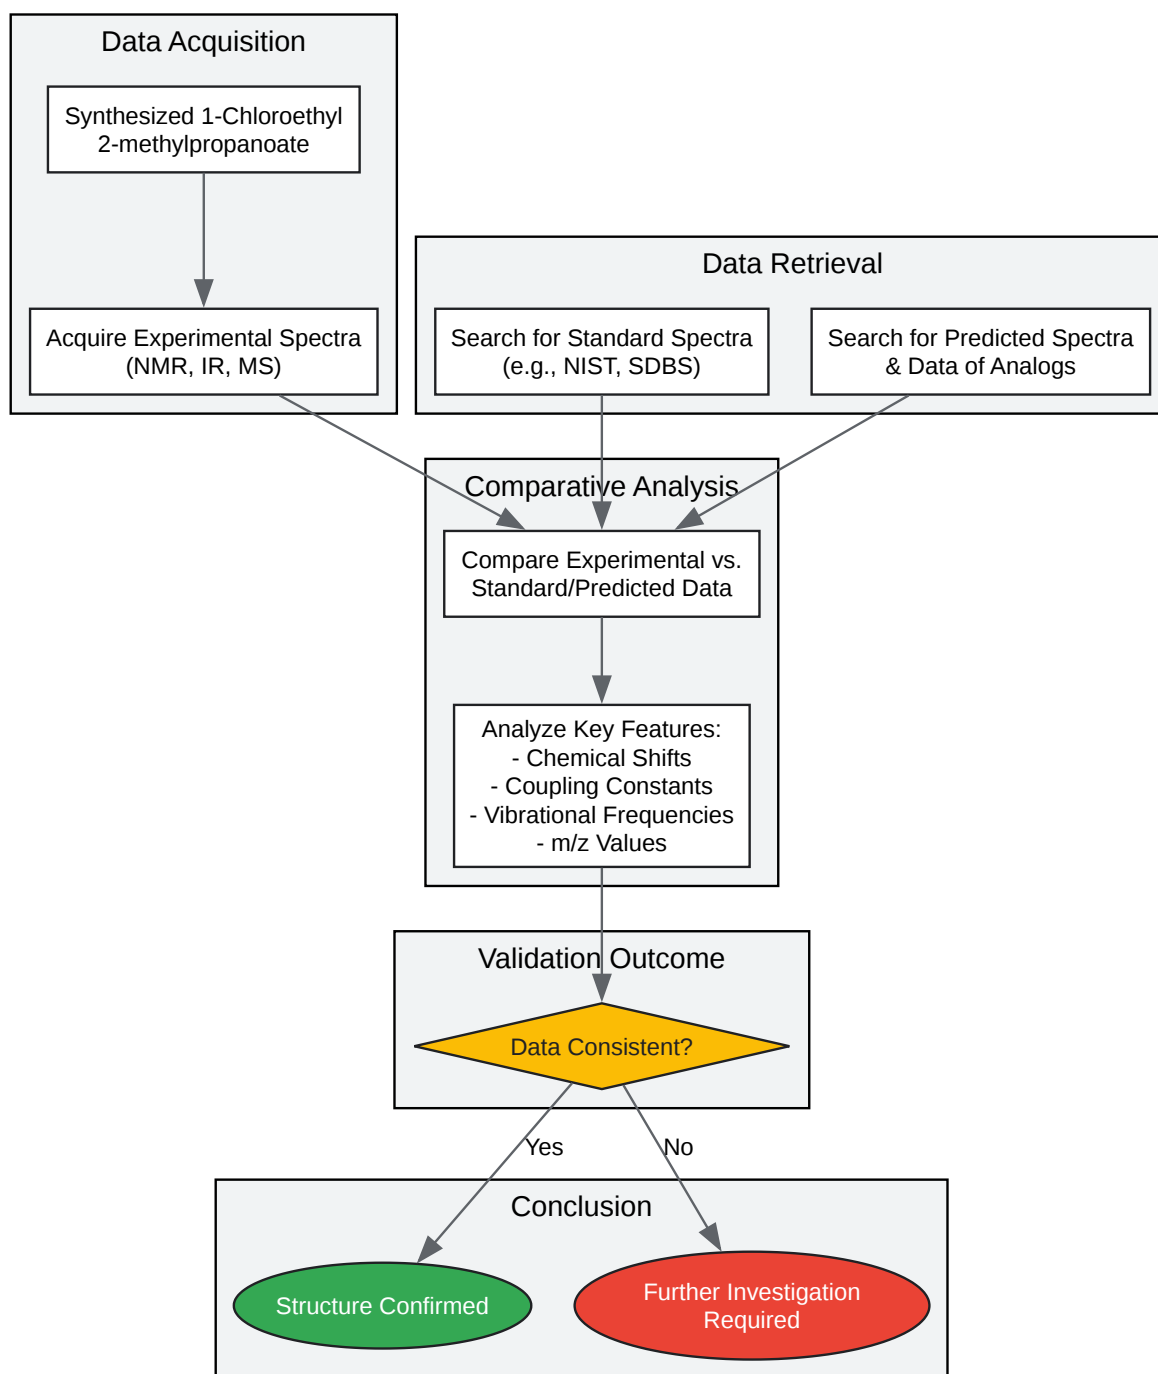 Data Acquisition
Synthesized 1-Chloroethyl
2-methylpropanoate
Acquire Experimental Spectra
(NMR, IR, MS)
Data Retrieval
Search for Standard Spectra
(e.g., NIST, SDBS)
Search for Predicted Spectra
& Data of Analogs
Comparative Analysis
Compare Experimental vs.
Standard/Predicted Data
Analyze Key Features:
- Chemical Shifts
- Coupling Constants
- Vibrational Frequencies
- m/z Values
Validation Outcome
Data Consistent?
Yes
No
Conclusion
Structure Confirmed
Further Investigation
Required